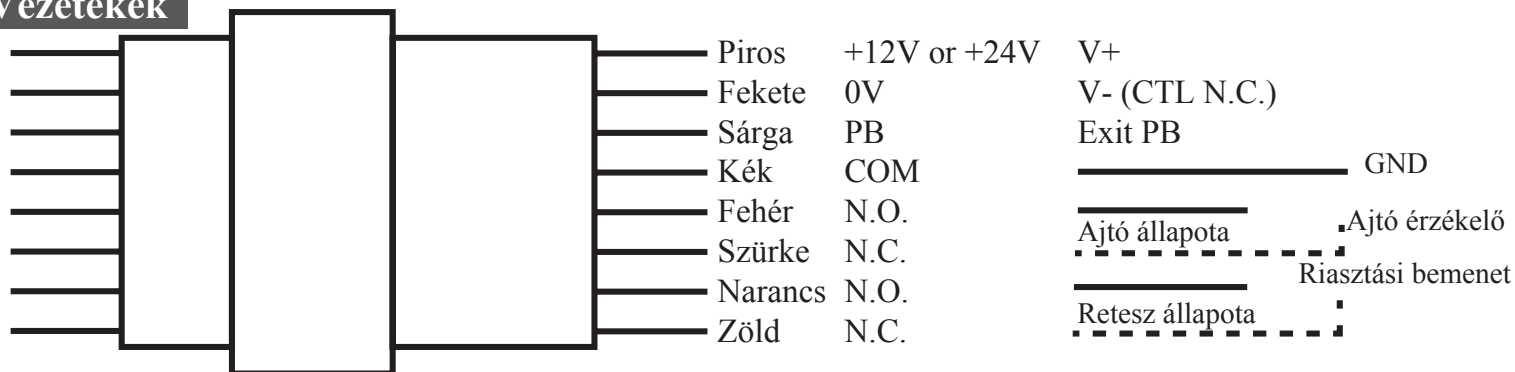 Vezetékek
Piros +12V or +24V V+
Fekete 0V V- (CTL N.C.)
Sárga PB Exit PB
Kék COM GND
Fehér N.O.
Ajtó állapota Ajtó érzékelő
Szürke N.C.
Narancs N.O. Riasztási bemenet
Retesz állapota
Zöld N.C.